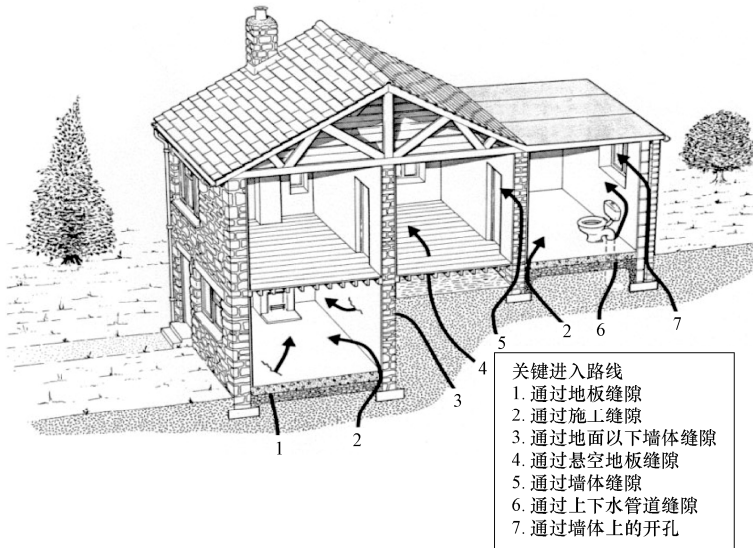 1
2
3
4
5
2
6
7
关键进入路线
1. 通过地板缝隙
2. 通过施工缝隙
3. 通过地面以下墙体缝隙
4. 通过悬空地板缝隙
5. 通过墙体缝隙
6. 通过上下水管道缝隙
7. 通过墙体上的开孔